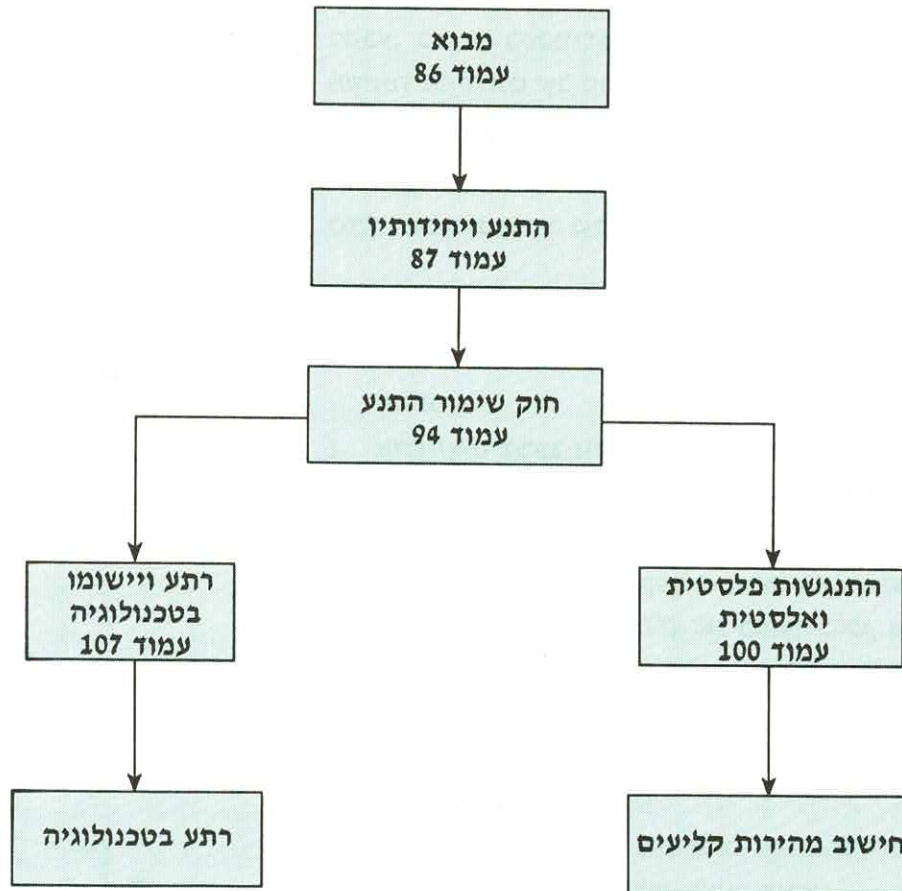 מבוא
עמוד 86
התנע ויחידותיו
עמוד 87
חוק שימור התנע
עמוד 94
התנגשות פלסטית
ואלסטית
עמוד 100
רתע ויישומו
בטכנולוגיה
עמוד 107
חישוב מהירות קליעים
רתע בטכנולוגיה